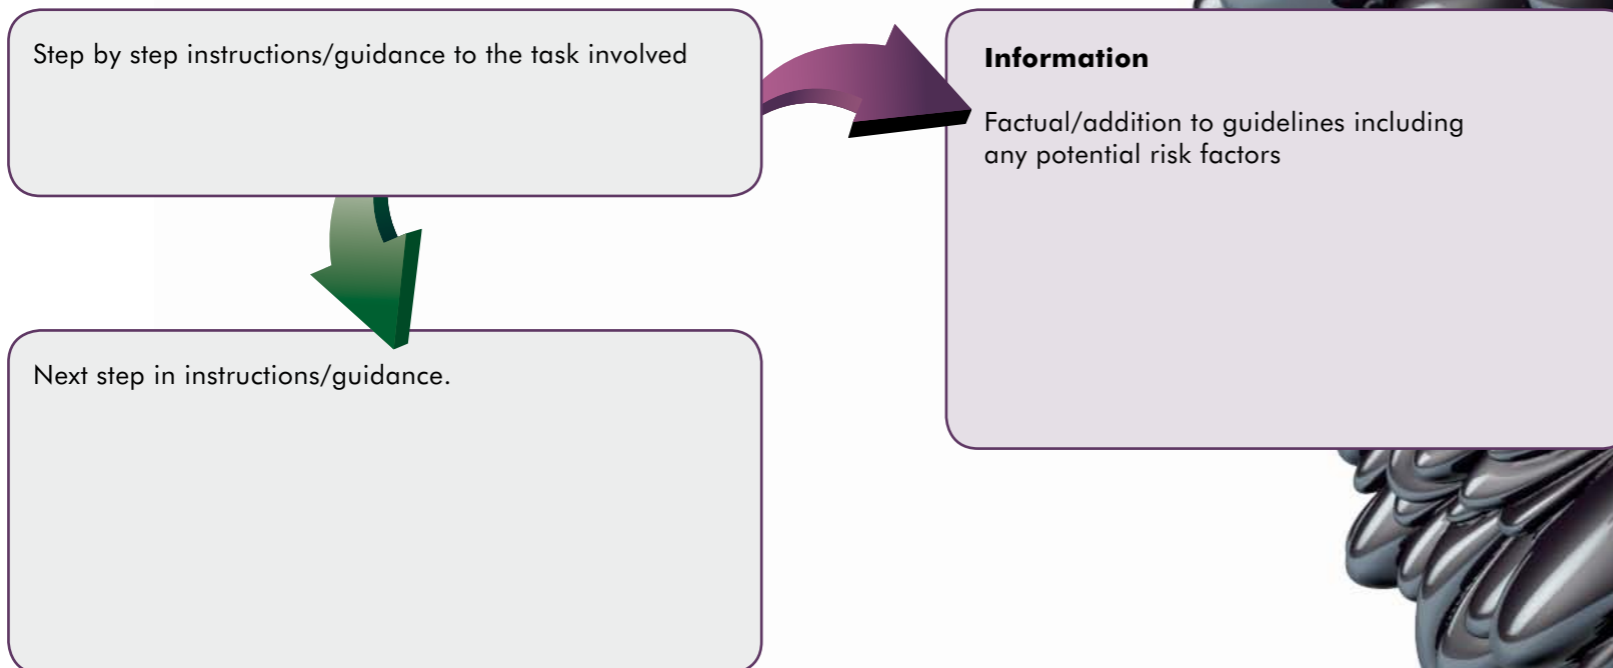 Step by step instructions/guidance to the task involved
Information
Factual/addition to guidelines including
any potential risk factors
Next step in instructions/guidance.